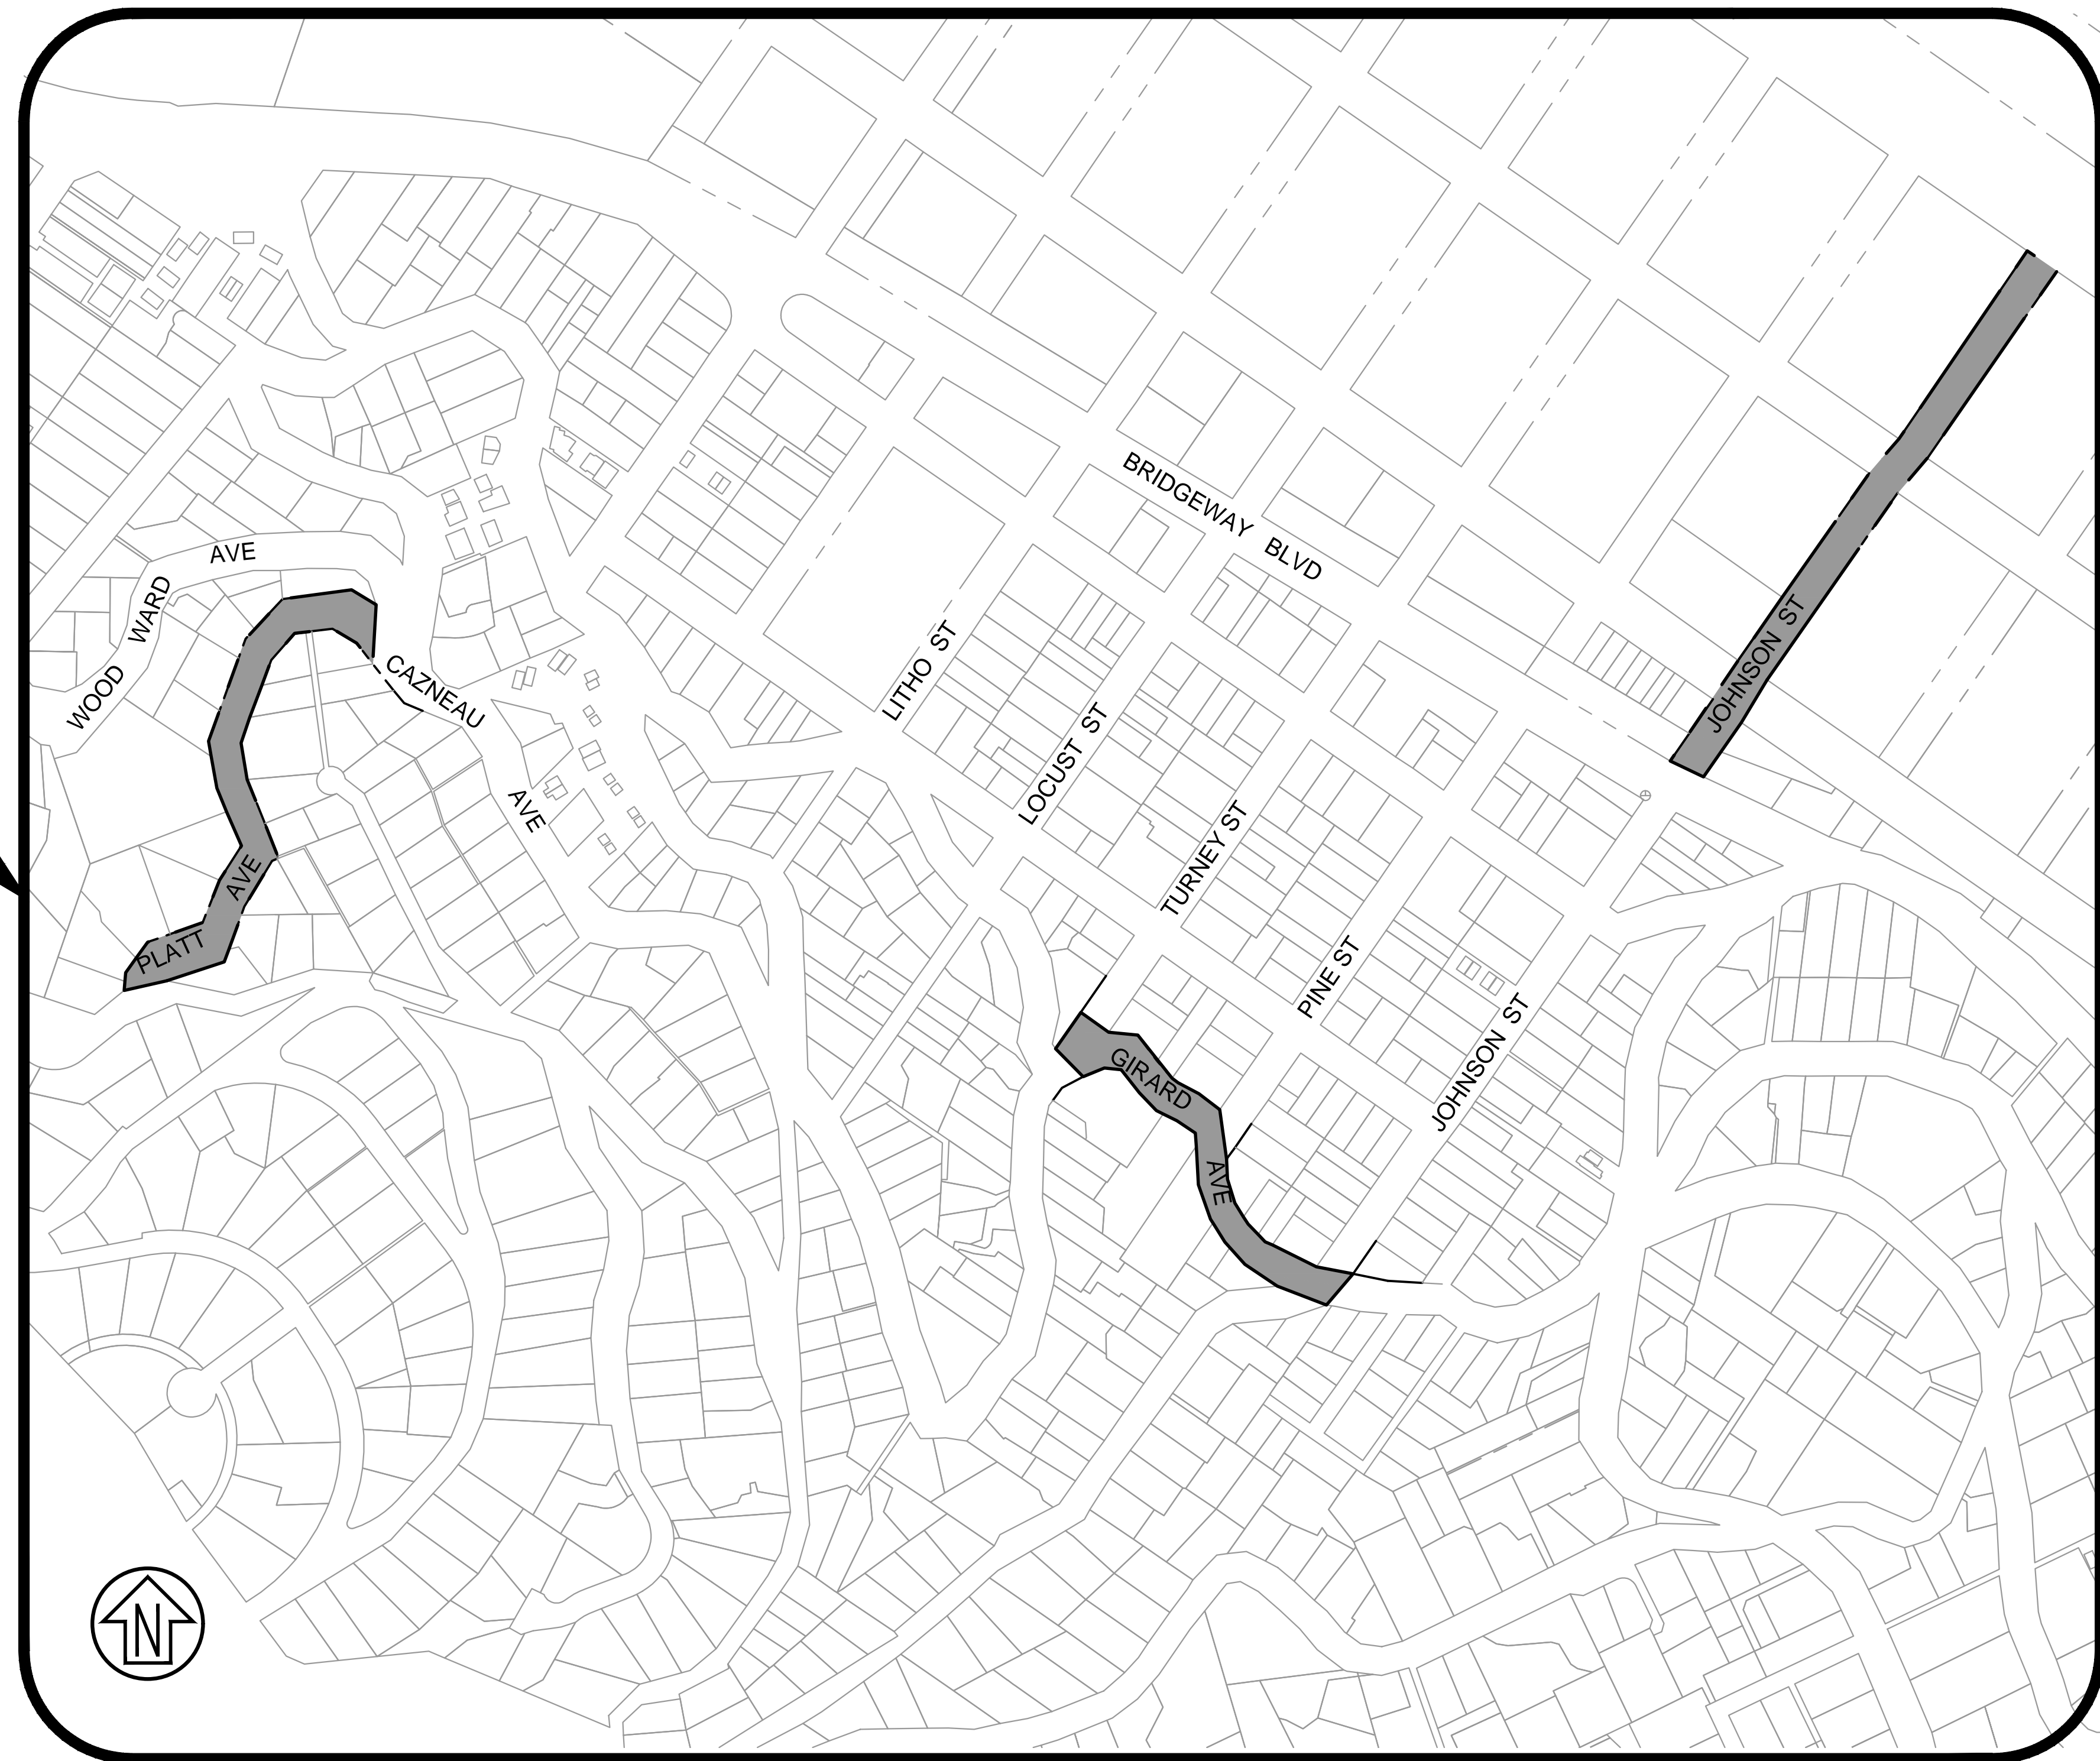 BRIDGEWAY BLVD
AVE
WARD
WOOD
CAZNEAU
AVE
JOHNSON ST
LITHO ST
LOCUST ST
TURNEY ST
PLATT AVE
PINE ST
JOHNSON ST
GIRARD AVE
N